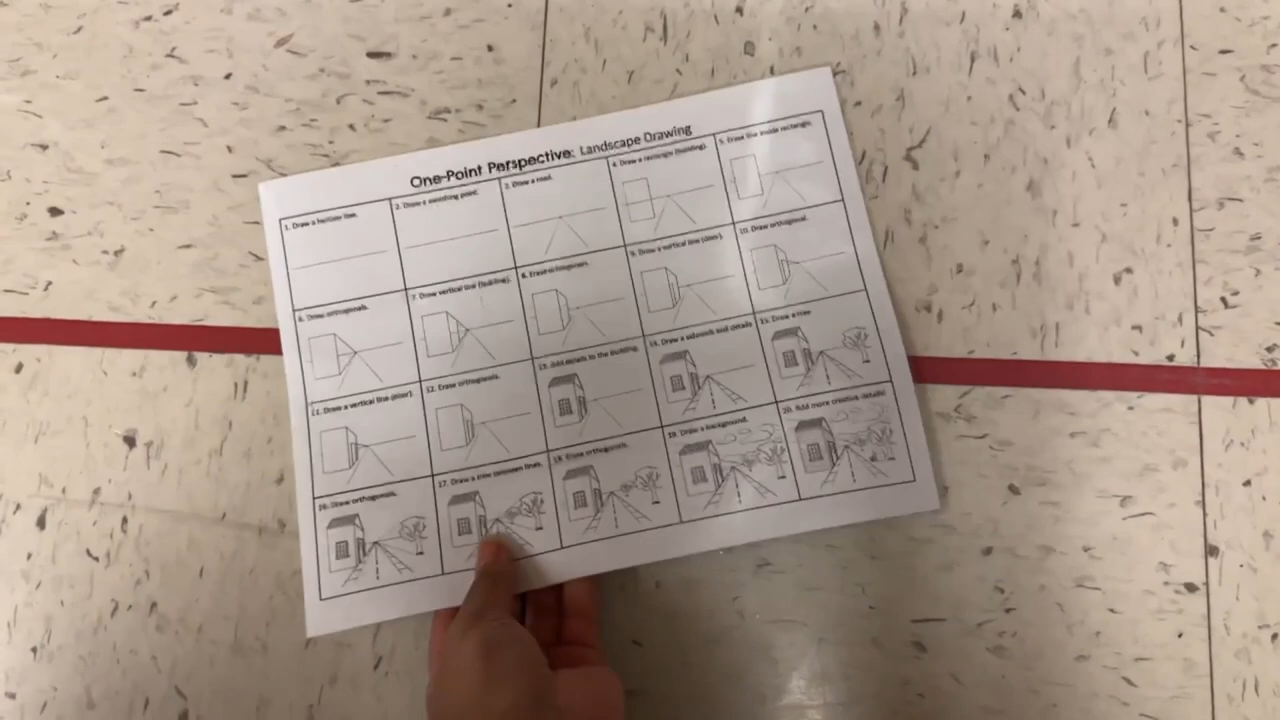 One-Point Perspective: Landscape Drawing
1. Draw a horizon line.
2. Draw a vanishing point.
3. Draw a road.
4. Draw a rectangle (building).
5. Erase line inside rectangle.
6. Draw orthogonals.
7. Draw vertical line (building).
8. Erase orthogonals.
9. Draw a vertical line (door).
10. Draw orthogonal.
11. Draw a vertical line (door).
12. Erase orthogonals.
13. Add details to the building.
14. Draw a sidewalk and details
15. Draw a tree
16. Draw orthogonals.
17. Draw a tree between lines.
18. Erase orthogonals.
19. Draw a background.
20. Add more creative details!